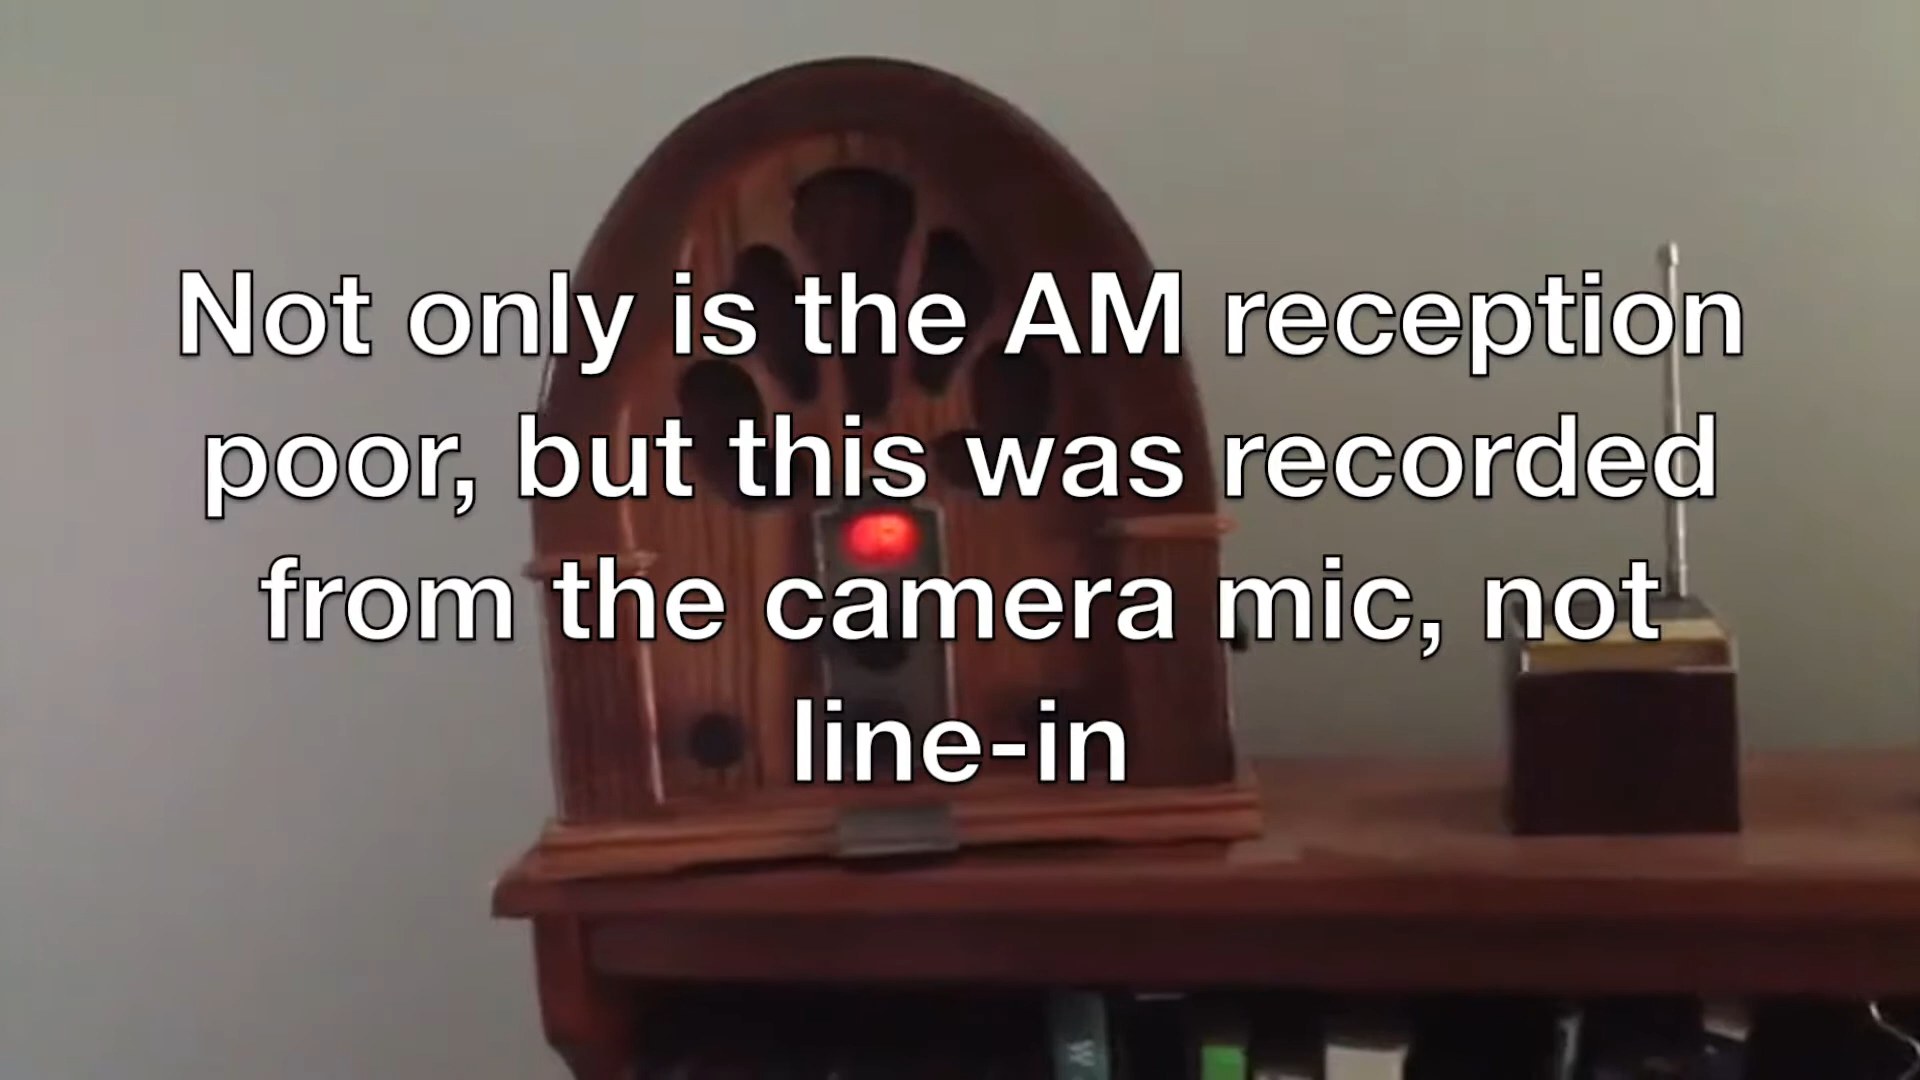 Not only is the AM reception
poor, but this was recorded
from the camera mic, not
line-in